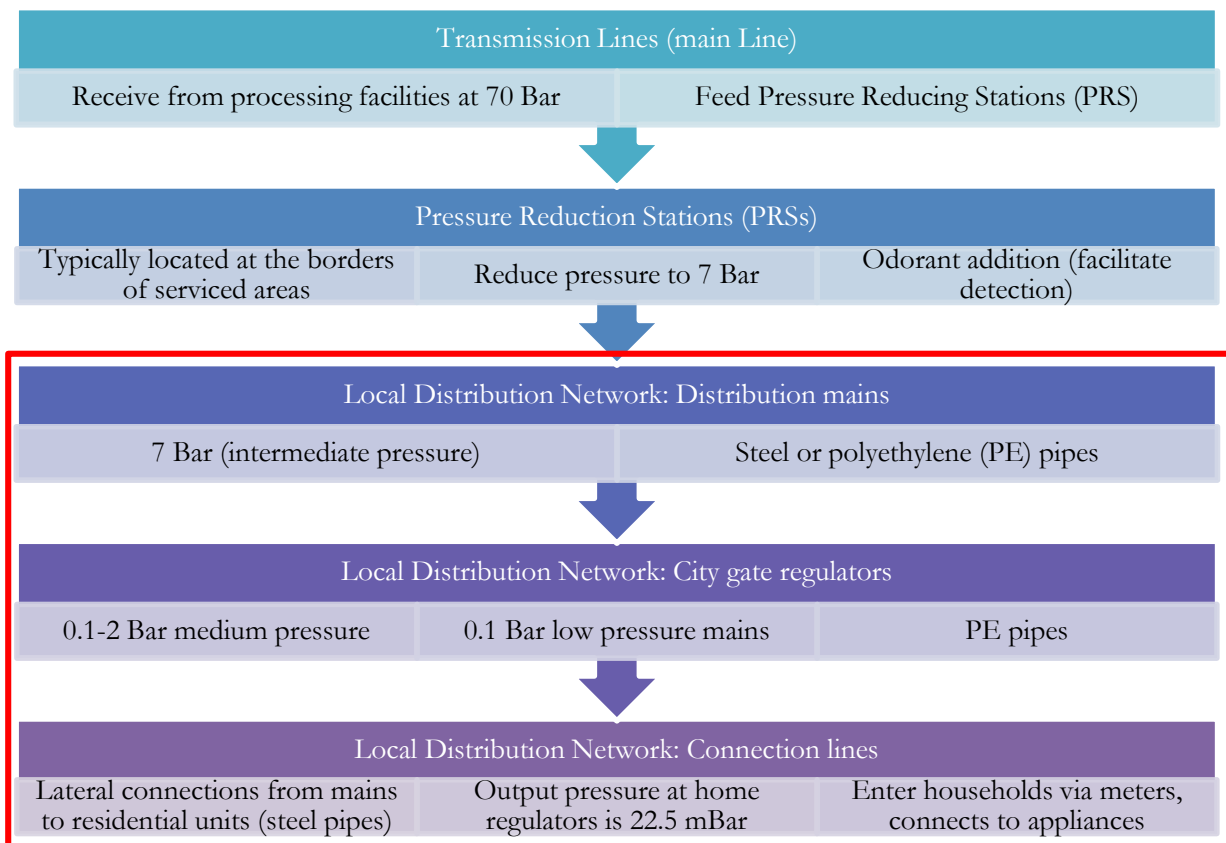 Transmission Lines (main Line)
Receive from processing facilities at 70 Bar
Feed Pressure Reducing Stations (PRS)
Pressure Reduction Stations (PRSs)
Typically located at the borders
of serviced areas
Reduce pressure to 7 Bar
Odorant addition (facilitate
detection)
Local Distribution Network: Distribution mains
7 Bar (intermediate pressure)
Steel or polyethylene (PE) pipes
Local Distribution Network: City gate regulators
0.1-2 Bar medium pressure
0.1 Bar low pressure mains
PE pipes
Local Distribution Network: Connection lines
Lateral connections from mains
to residential units (steel pipes)
Output pressure at home
regulators is 22.5 mBar
Enter households via meters,
connects to appliances